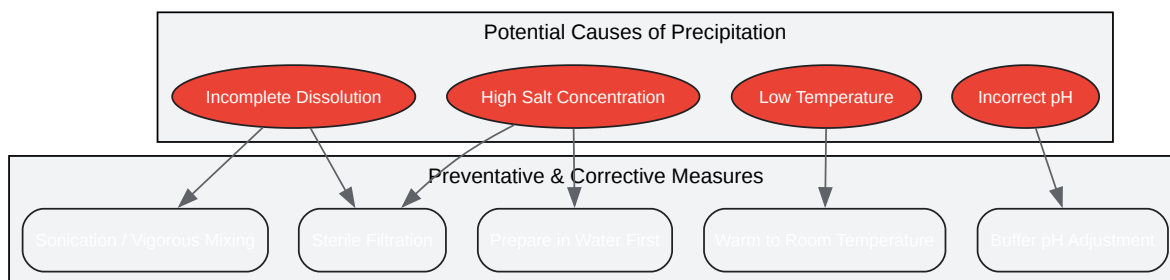 Potential Causes of Precipitation
Incomplete Dissolution
High Salt Concentration
Low Temperature
Incorrect pH
Preventative & Corrective Measures
Sonication / Vigorous Mixing
Sterile Filtration
Prepare in Water First
Warm to Room Temperature
Buffer pH Adjustment